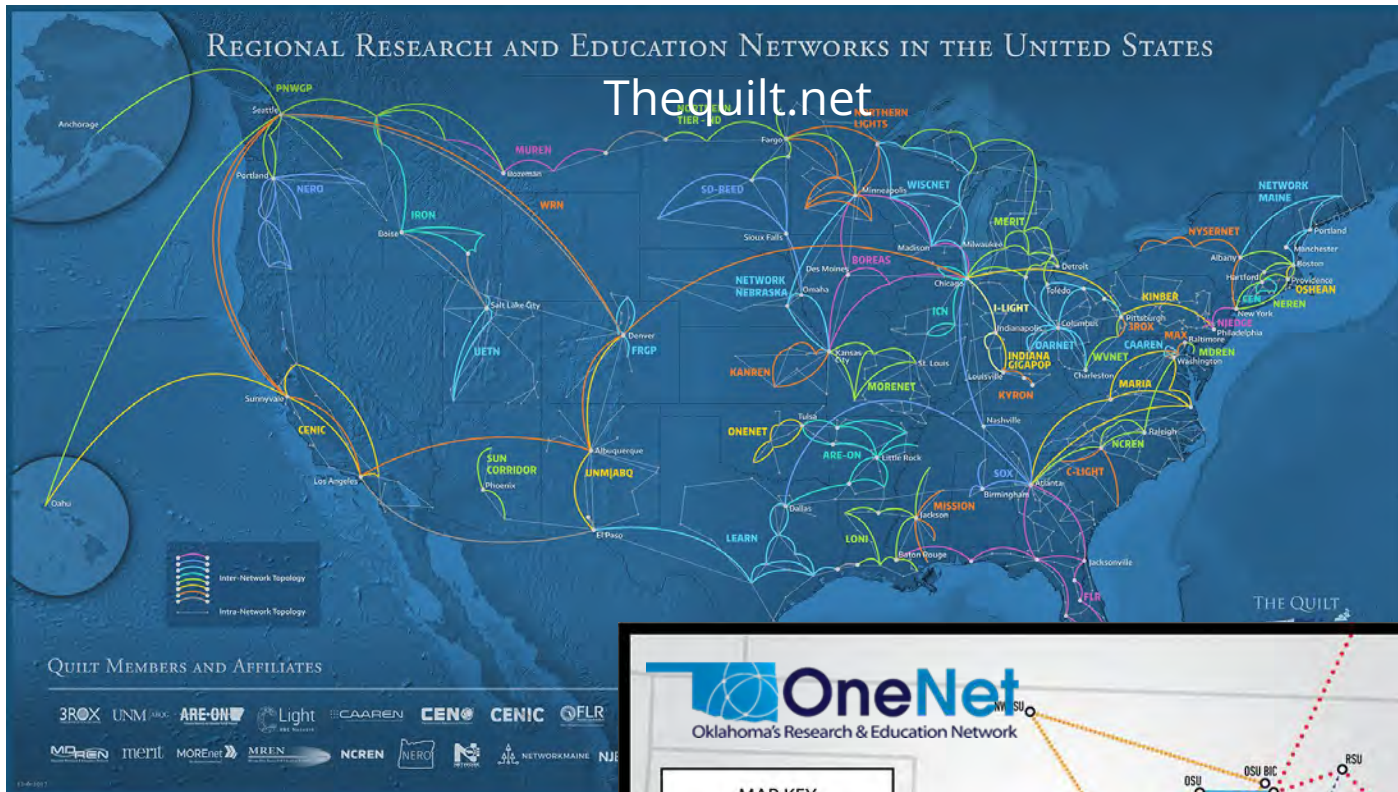 REGIONAL RESEARCH AND EDUCATION NETWORKS IN THE UNITED STATES
Thequilt.net
PNWGP
Seattle
Anchorage
NORTHERN
TIER - ND
NORTHERN
LIGHTS
Fargo
MUREN
Bozeman
Portland
NERO
SD-REED
Minneapolis
WISCNET
NETWORK
MAINE
WRN
IRON
Boise
MERIT
NYSERNET
Portland
Sioux Falls
Madison
Milwaukee
Manchester
Albany
Boston
BOREAS
Des Moines
Detroit
Hartford
Providence
OSHEAN
NETWORK
NEBRASKA
Omaha
Chicago
Toledo
CEN
NEREN
KINBER
Salt Lake City
ICN
I-LIGHT
New York
Pittsburgh
NJEDGE
Philadelphia
Indianapolis
Columbus
3ROX
Denver
MAX
Baltimore
OARNET
CAAREN
MDREN
UETN
FRGP
Kansas
City
INDIANA
GIGAPOP
WVNET
Washington
St. Louis
KANREN
Louisville
Charleston
MORENET
MARIA
KYRON
Sunnyvale
Tulsa
Nashville
CENIC
ONENET
Raleigh
NCREN
Albuquerque
ARE-ON
Little Rock
SUN
CORRIDOR
UNM|ABQ
SOX
C-LIGHT
Los Angeles
Phoenix
Birmingham
Atlanta
Oahu
Dallas
MISSION
Jackson
El Paso
LEARN
LONI
Baton Rouge
Jacksonville
Inter-Network Topology
FLR
Intra-Network Topology
THE QUILT
QUILT MEMBERS AND AFFILIATES
3ROX UNM ARE-ON Light CAAREN CEN CENIC FLR
MDREN merit MOREnet MREN NCREN NERO N NETWORK NETWORKMAINE NJE
OneNet
Oklahoma's Research & Education Network
NWOSU
MAP KEY
OSU
OSU BIC
RSU